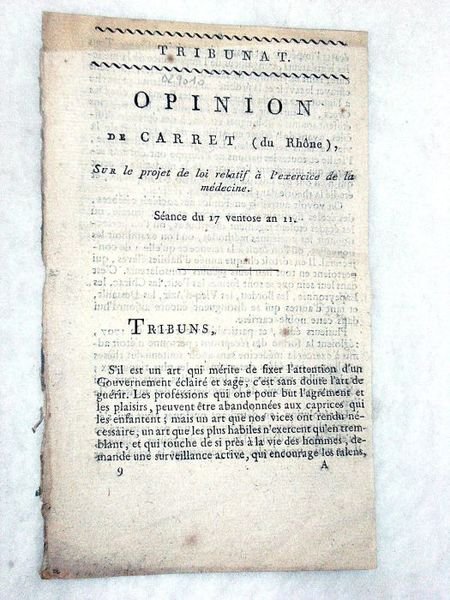 TRIBUNAT.
029010
OPINION
DE CARRET (du Rhône),
SUR le projet de loi relatif à l'exercice de la
médecine.
Séance du 17 ventose an 11.
TRIBUNS,
S'il est un art qui mérite de fixer l'attention d'un
Gouvernement éclairé et sage, c'est sans doute l'art de
guérir. Les professions qui ont pour but l'agrément et
les plaisirs, peuvent être abandonnées aux caprices qui
les enfantent; mais un art que nos vices ont rendu né-
cessaire, un art que les plus habiles n'exercent qu'en trem-
blant, et qui touche de si près à la vie des hommes, de-
mande une surveillance active, qui encourage les talens,
9 A